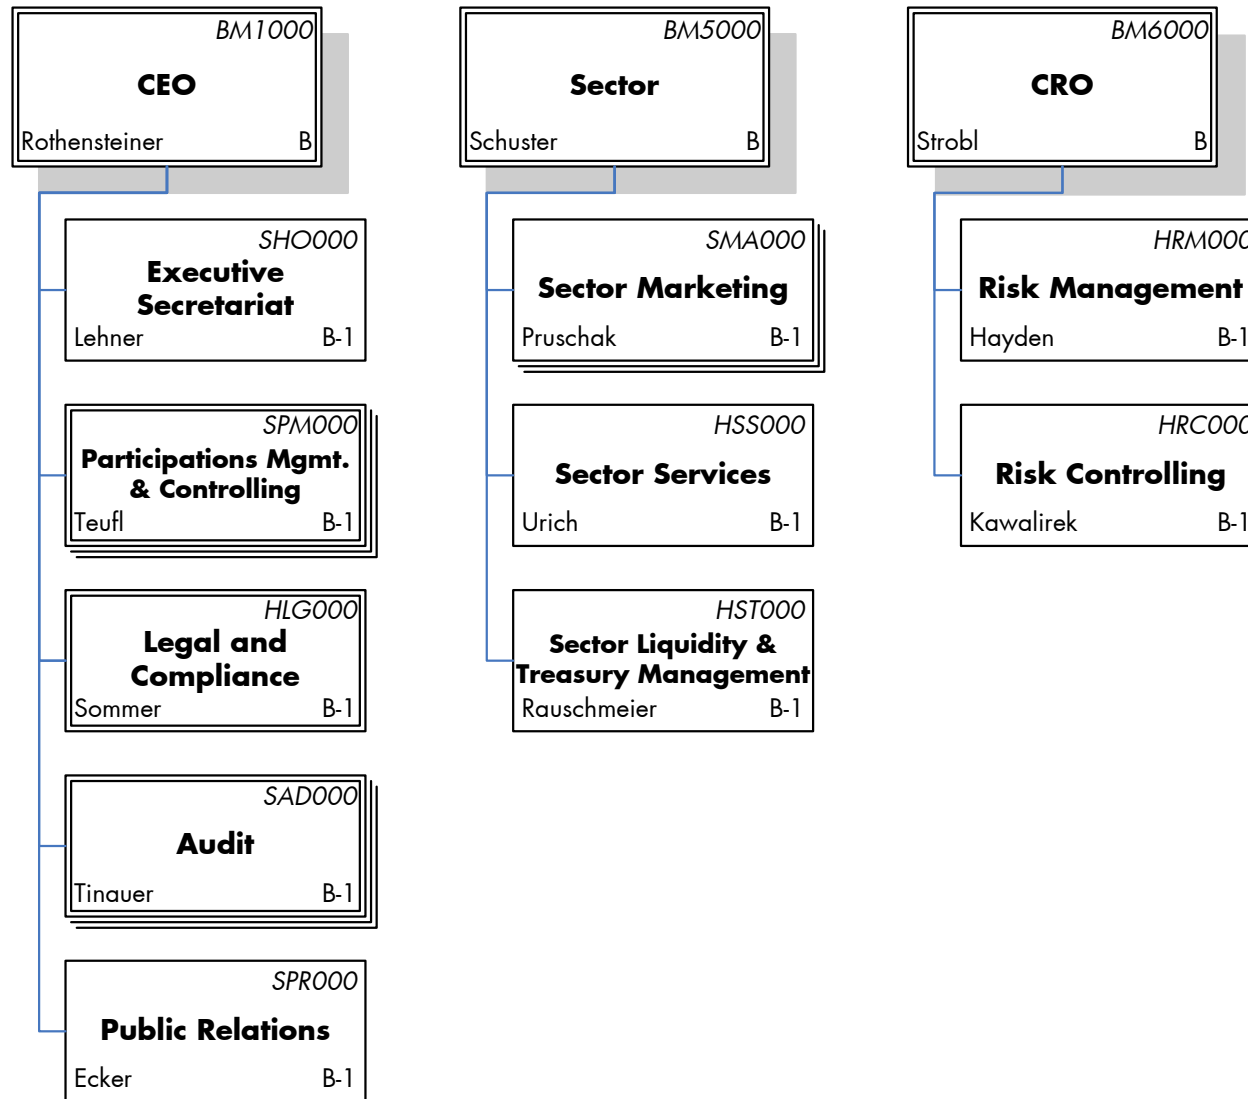 BM1000
CEO
Rothensteiner B
SHO000
Executive
Secretariat
Lehner B-1
SPM000
Participations Mgmt.
& Controlling
Teufl B-1
HLG000
Legal and
Compliance
Sommer B-1
SAD000
Audit
Tinauer B-1
SPR000
Public Relations
Ecker B-1
BM5000
Sector
Schuster B
SMA000
Sector Marketing
Pruschak B-1
HSS000
Sector Services
Urich B-1
HST000
Sector Liquidity &
Treasury Management
Rauschmeier B-1
BM6000
CRO
Strobl B
HRM000
Risk Management
Hayden B-1
HRC000
Risk Controlling
Kawalirek B-1